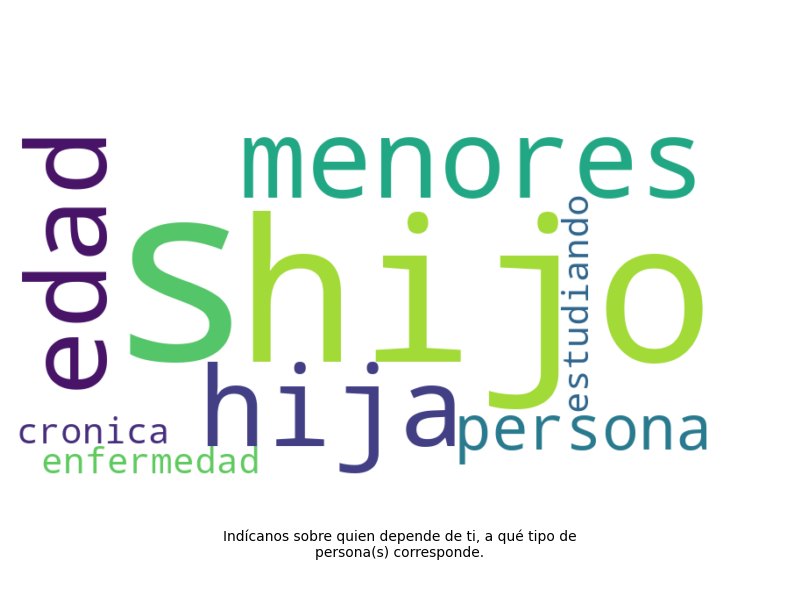 menores
edad
S
hijo
estudiando
hija
persona
cronica
enfermedad
Indícanos sobre quien depende de ti, a qué tipo de
persona(s) corresponde.